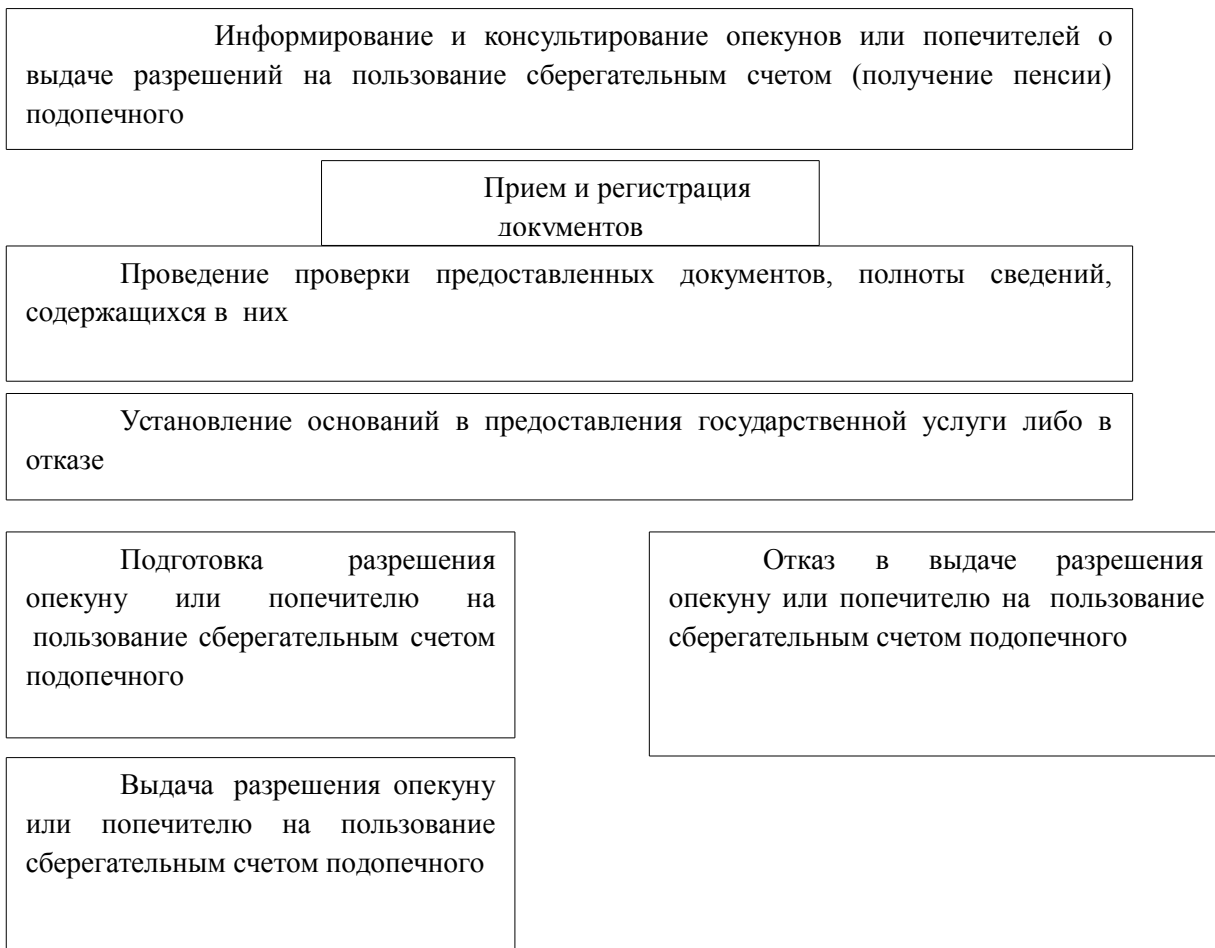 Информирование и консультирование опекунов или попечителей о
выдаче разрешений на пользование сберегательным счетом (получение пенсии)
подопечного
Прием и регистрация
документов
Проведение проверки предоставленных документов, полноты сведений,
содержащихся в них
Установление оснований в предоставления государственной услуги либо в
отказе
Подготовка разрешения
опекуну или попечителю на
пользование сберегательным счетом
подопечного
Отказ в выдаче разрешения
опекуну или попечителю на пользование
сберегательным счетом подопечного
Выдача разрешения опекуну
или попечителю на пользование
сберегательным счетом подопечного